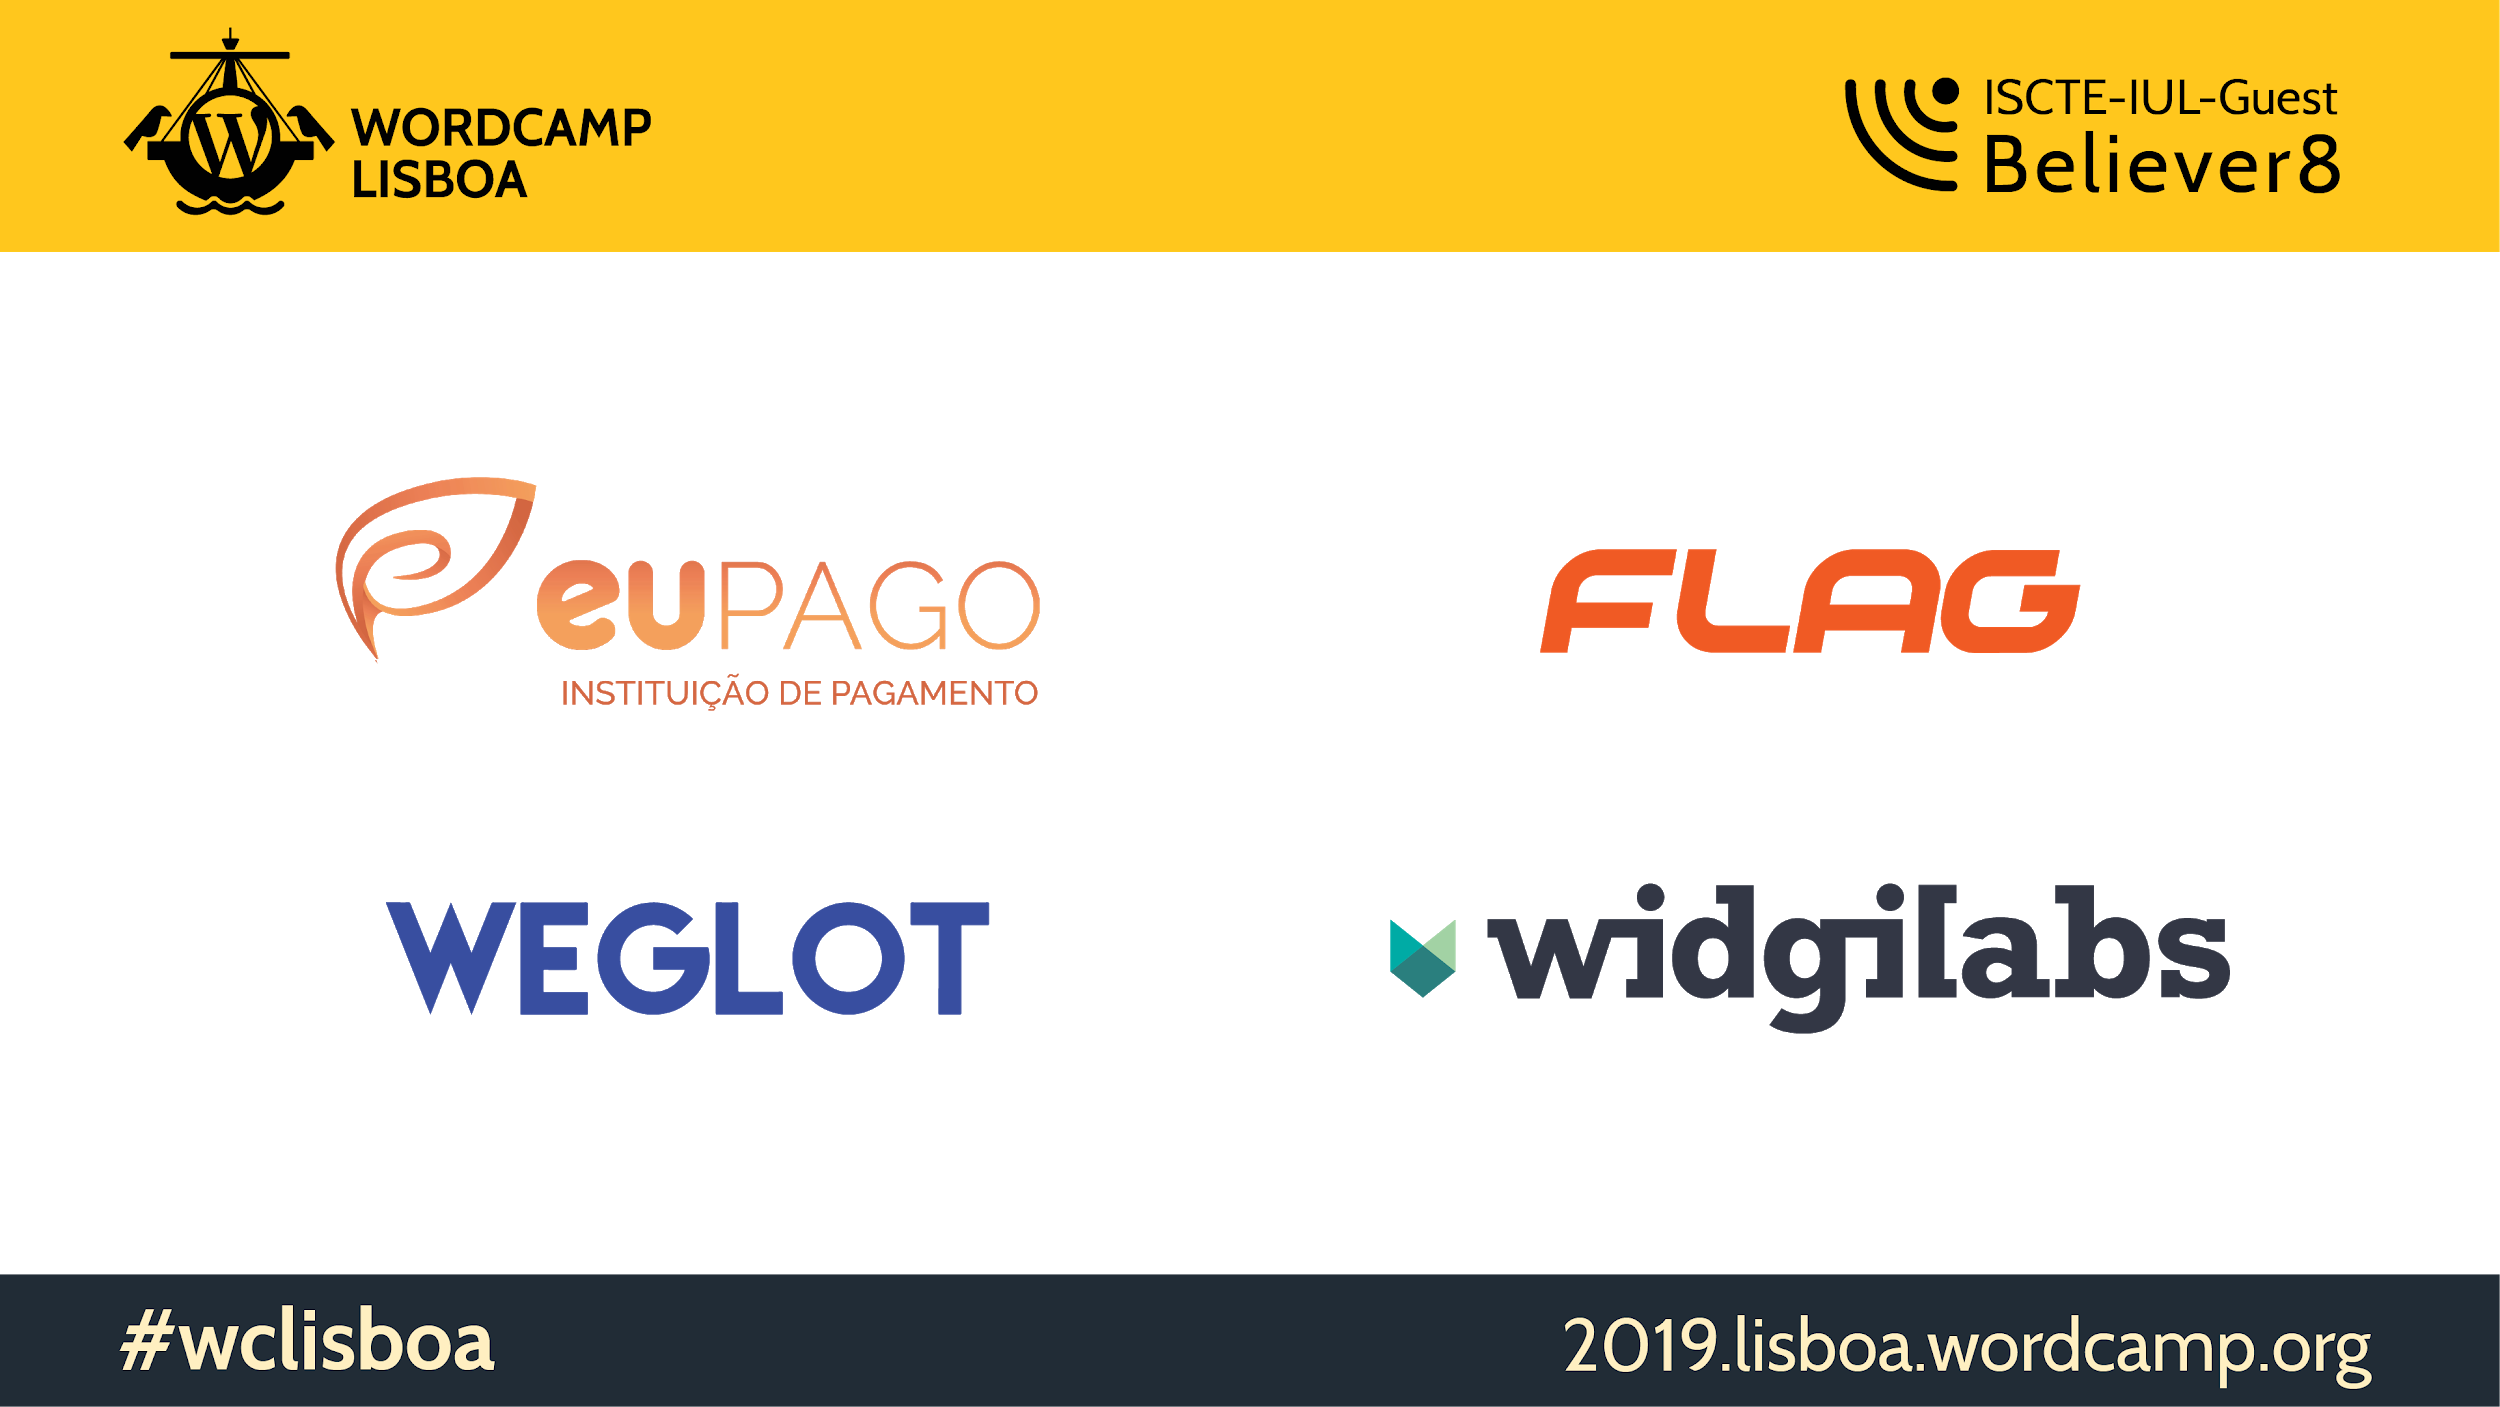 WORDCAMP
LISBOA
ISCTE-IUL-Guest
Believer8
euPAGO
INSTITUIÇÃO DE PAGAMENTO
FLAG
WEGLOT
widgilabs
#wclisboa
2019.lisboa.wordcamp.org